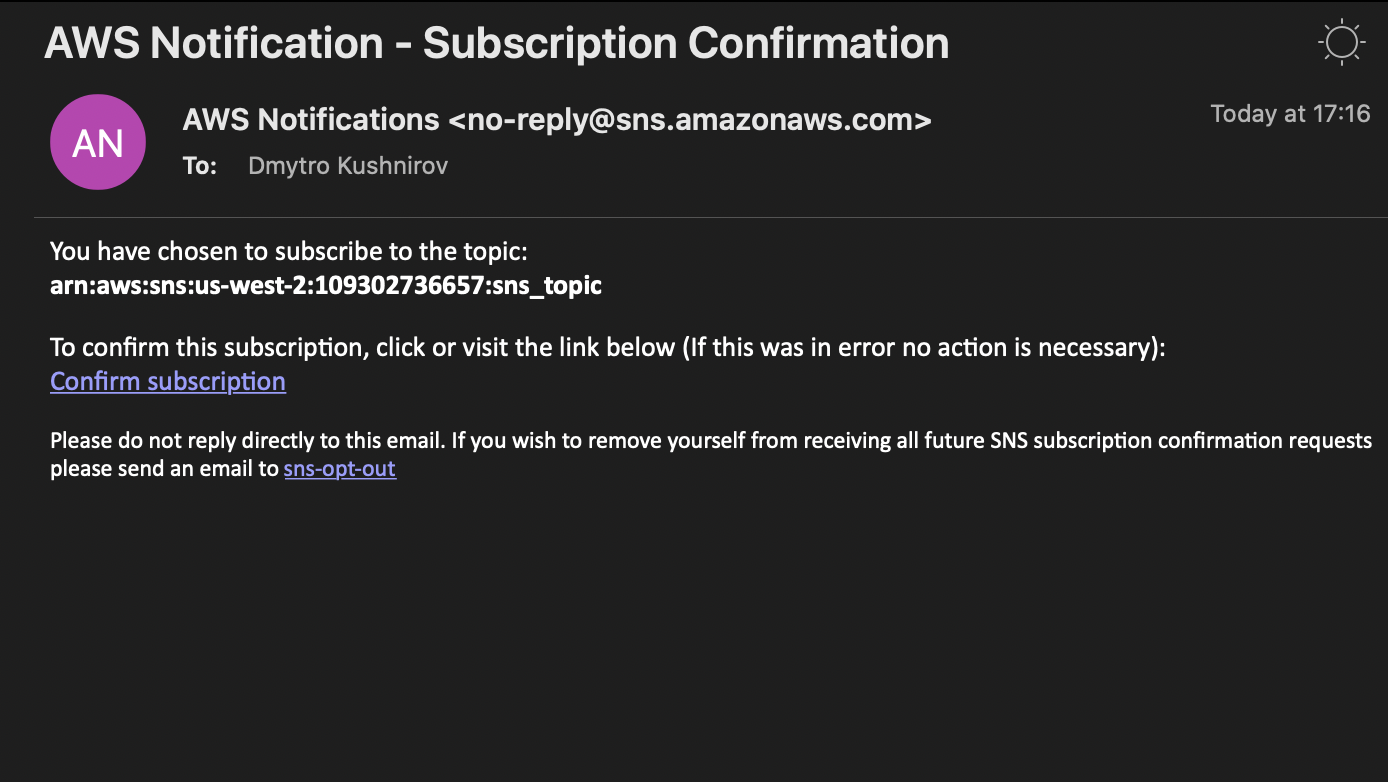 AWS Notification - Subscription Confirmation
AN
AWS Notifications <no-reply@sns.amazonaws.com>
Today at 17:16
To: Dmytro Kushnirov
You have chosen to subscribe to the topic:
arn:aws:sns:us-west-2:109302736657:sns_topic
To confirm this subscription, click or visit the link below (If this was in error no action is necessary):
Confirm subscription
Please do not reply directly to this email. If you wish to remove yourself from receiving all future SNS subscription confirmation requests
please send an email to sns-opt-out